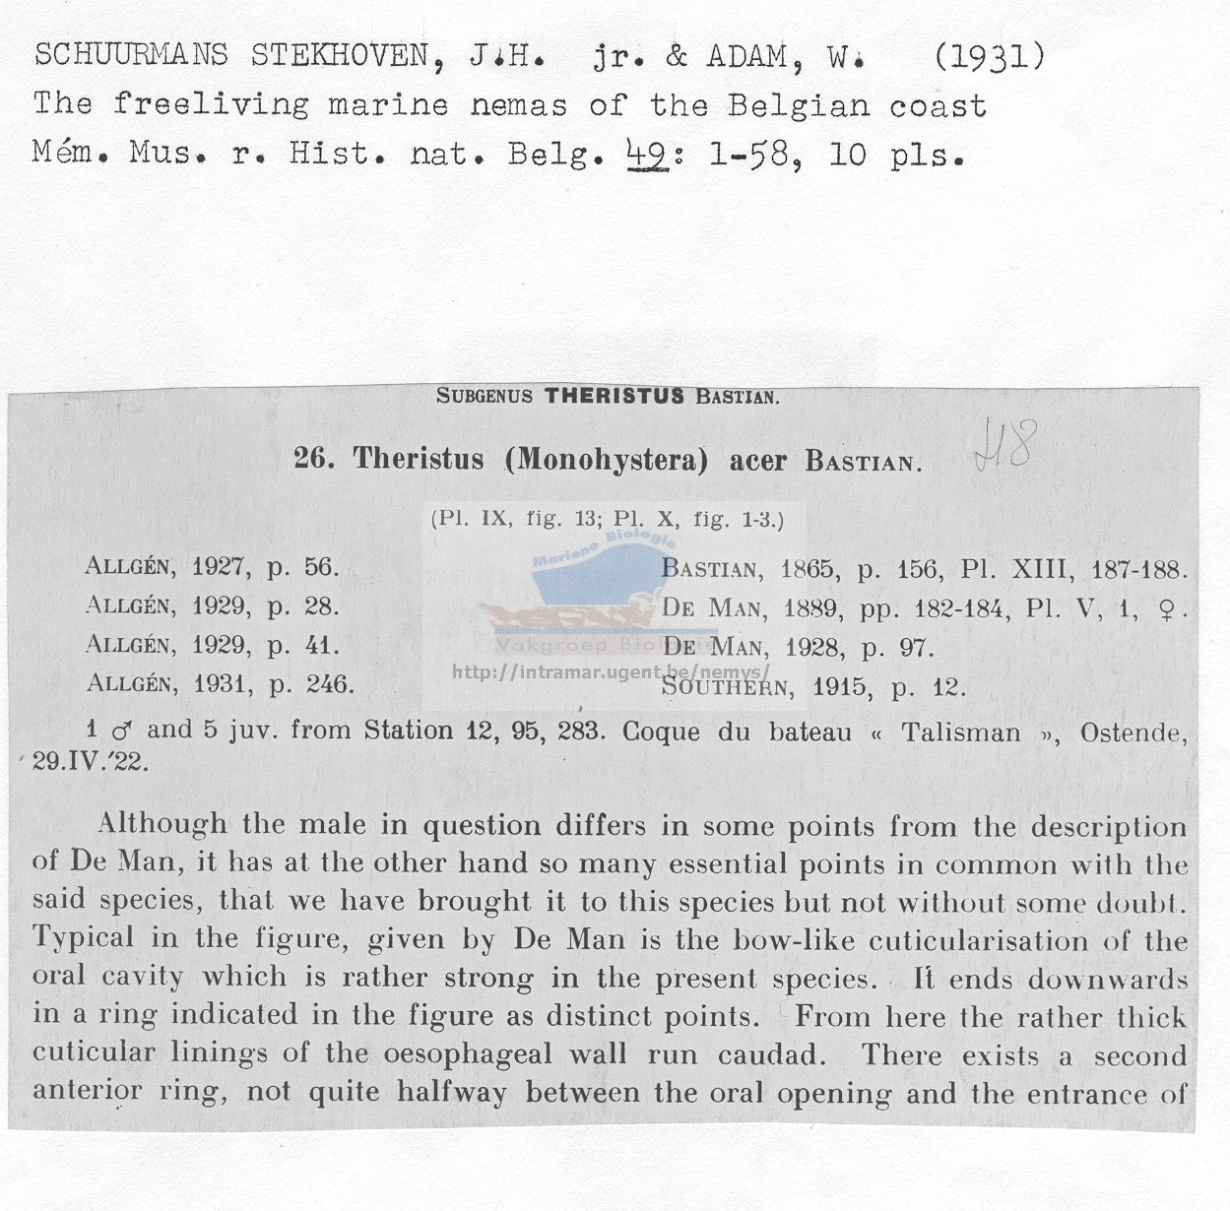 SCHUURMANS STEKHOVEN, J.H. jr. & ADAM, W. (1931)
The freeliving marine nemas of the Belgian coast
Mém. Mus. r. Hist. nat. Belg. 49: 1-58, 10 pls.
SUBGENUS THERISTUS BASTIAN.
26. Theristus (Monohystera) acer BASTIAN.
418
(Pl. IX, fig. 13; Pl. X, fig. 1-3.)
Mariene Biologie
Vakgroep Biologie
http://intramar.ugent.be/nemys/
ALLGÉN, 1927, p. 56.
ALLGÉN, 1929, p. 28.
ALLGÉN, 1929, p. 41.
ALLGÉN, 1931, p. 246.
BASTIAN, 1865, p. 156, Pl. XIII, 187-188.
DE MAN, 1889, pp. 182-184, Pl. V, 1, ♀.
DE MAN, 1928, p. 97.
SOUTHERN, 1915, p. 12.
1 ♂ and 5 juv. from Station 12, 95, 283. Coque du bateau « Talisman », Ostende,
29.IV.'22.
Although the male in question differs in some points from the description
of De Man, it has at the other hand so many essential points in common with the
said species, that we have brought it to this species but not without some doubt.
Typical in the figure, given by De Man is the bow-like cuticularisation of the
oral cavity which is rather strong in the present species. It ends downwards
in a ring indicated in the figure as distinct points. From here the rather thick
cuticular linings of the oesophageal wall run caudad. There exists a second
anterior ring, not quite halfway between the oral opening and the entrance of